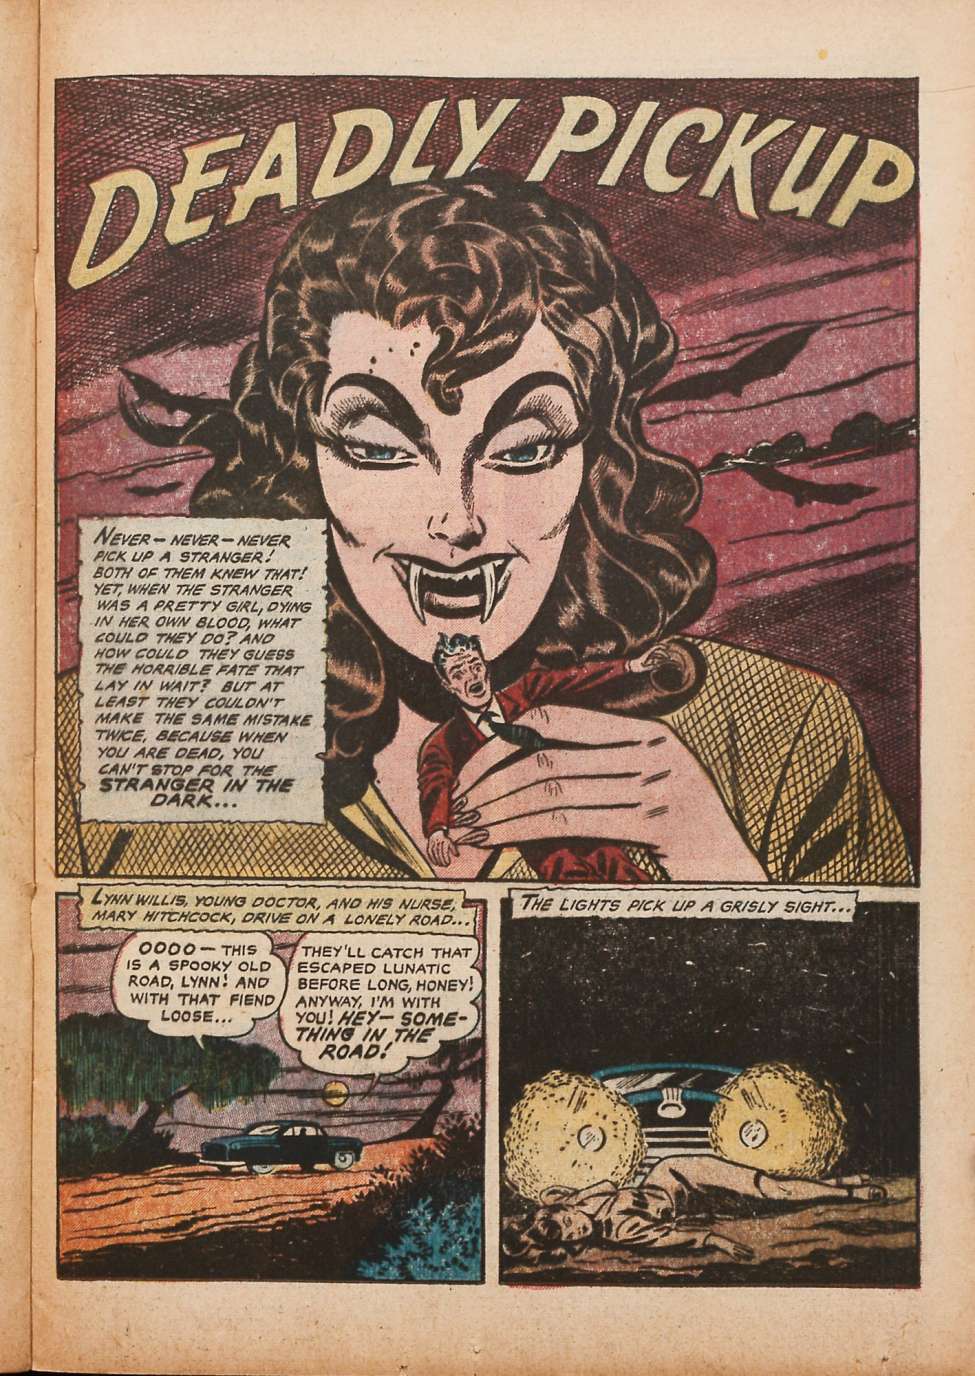 DEADLY PICKUP
NEVER— NEVER— NEVER
PICK UP A STRANGER!
BOTH OF THEM KNEW THAT!
YET, WHEN THE STRANGER
WAS A PRETTY GIRL, DYING
IN HER OWN BLOOD, WHAT
COULD THEY DO? AND
HOW COULD THEY GUESS
THE HORRIBLE FATE THAT
LAY IN WAIT? BUT AT
LEAST THEY COULDN'T
MAKE THE SAME MISTAKE
TWICE, BECAUSE WHEN
YOU ARE DEAD, YOU
CAN'T STOP FOR THE
STRANGER IN THE
DARK...
LYNN WILLIS, YOUNG DOCTOR, AND HIS NURSE,
MARY HITCHCOCK, DRIVE ON A LONELY ROAD...
OOOO— THIS
IS A SPOOKY OLD
ROAD, LYNN! AND
WITH THAT FIEND
LOOSE...
THEY'LL CATCH THAT
ESCAPED LUNATIC
BEFORE LONG, HONEY!
ANYWAY, I'M WITH
YOU! HEY— SOME-
THING IN THE
ROAD!
THE LIGHTS PICK UP A GRISLY SIGHT...